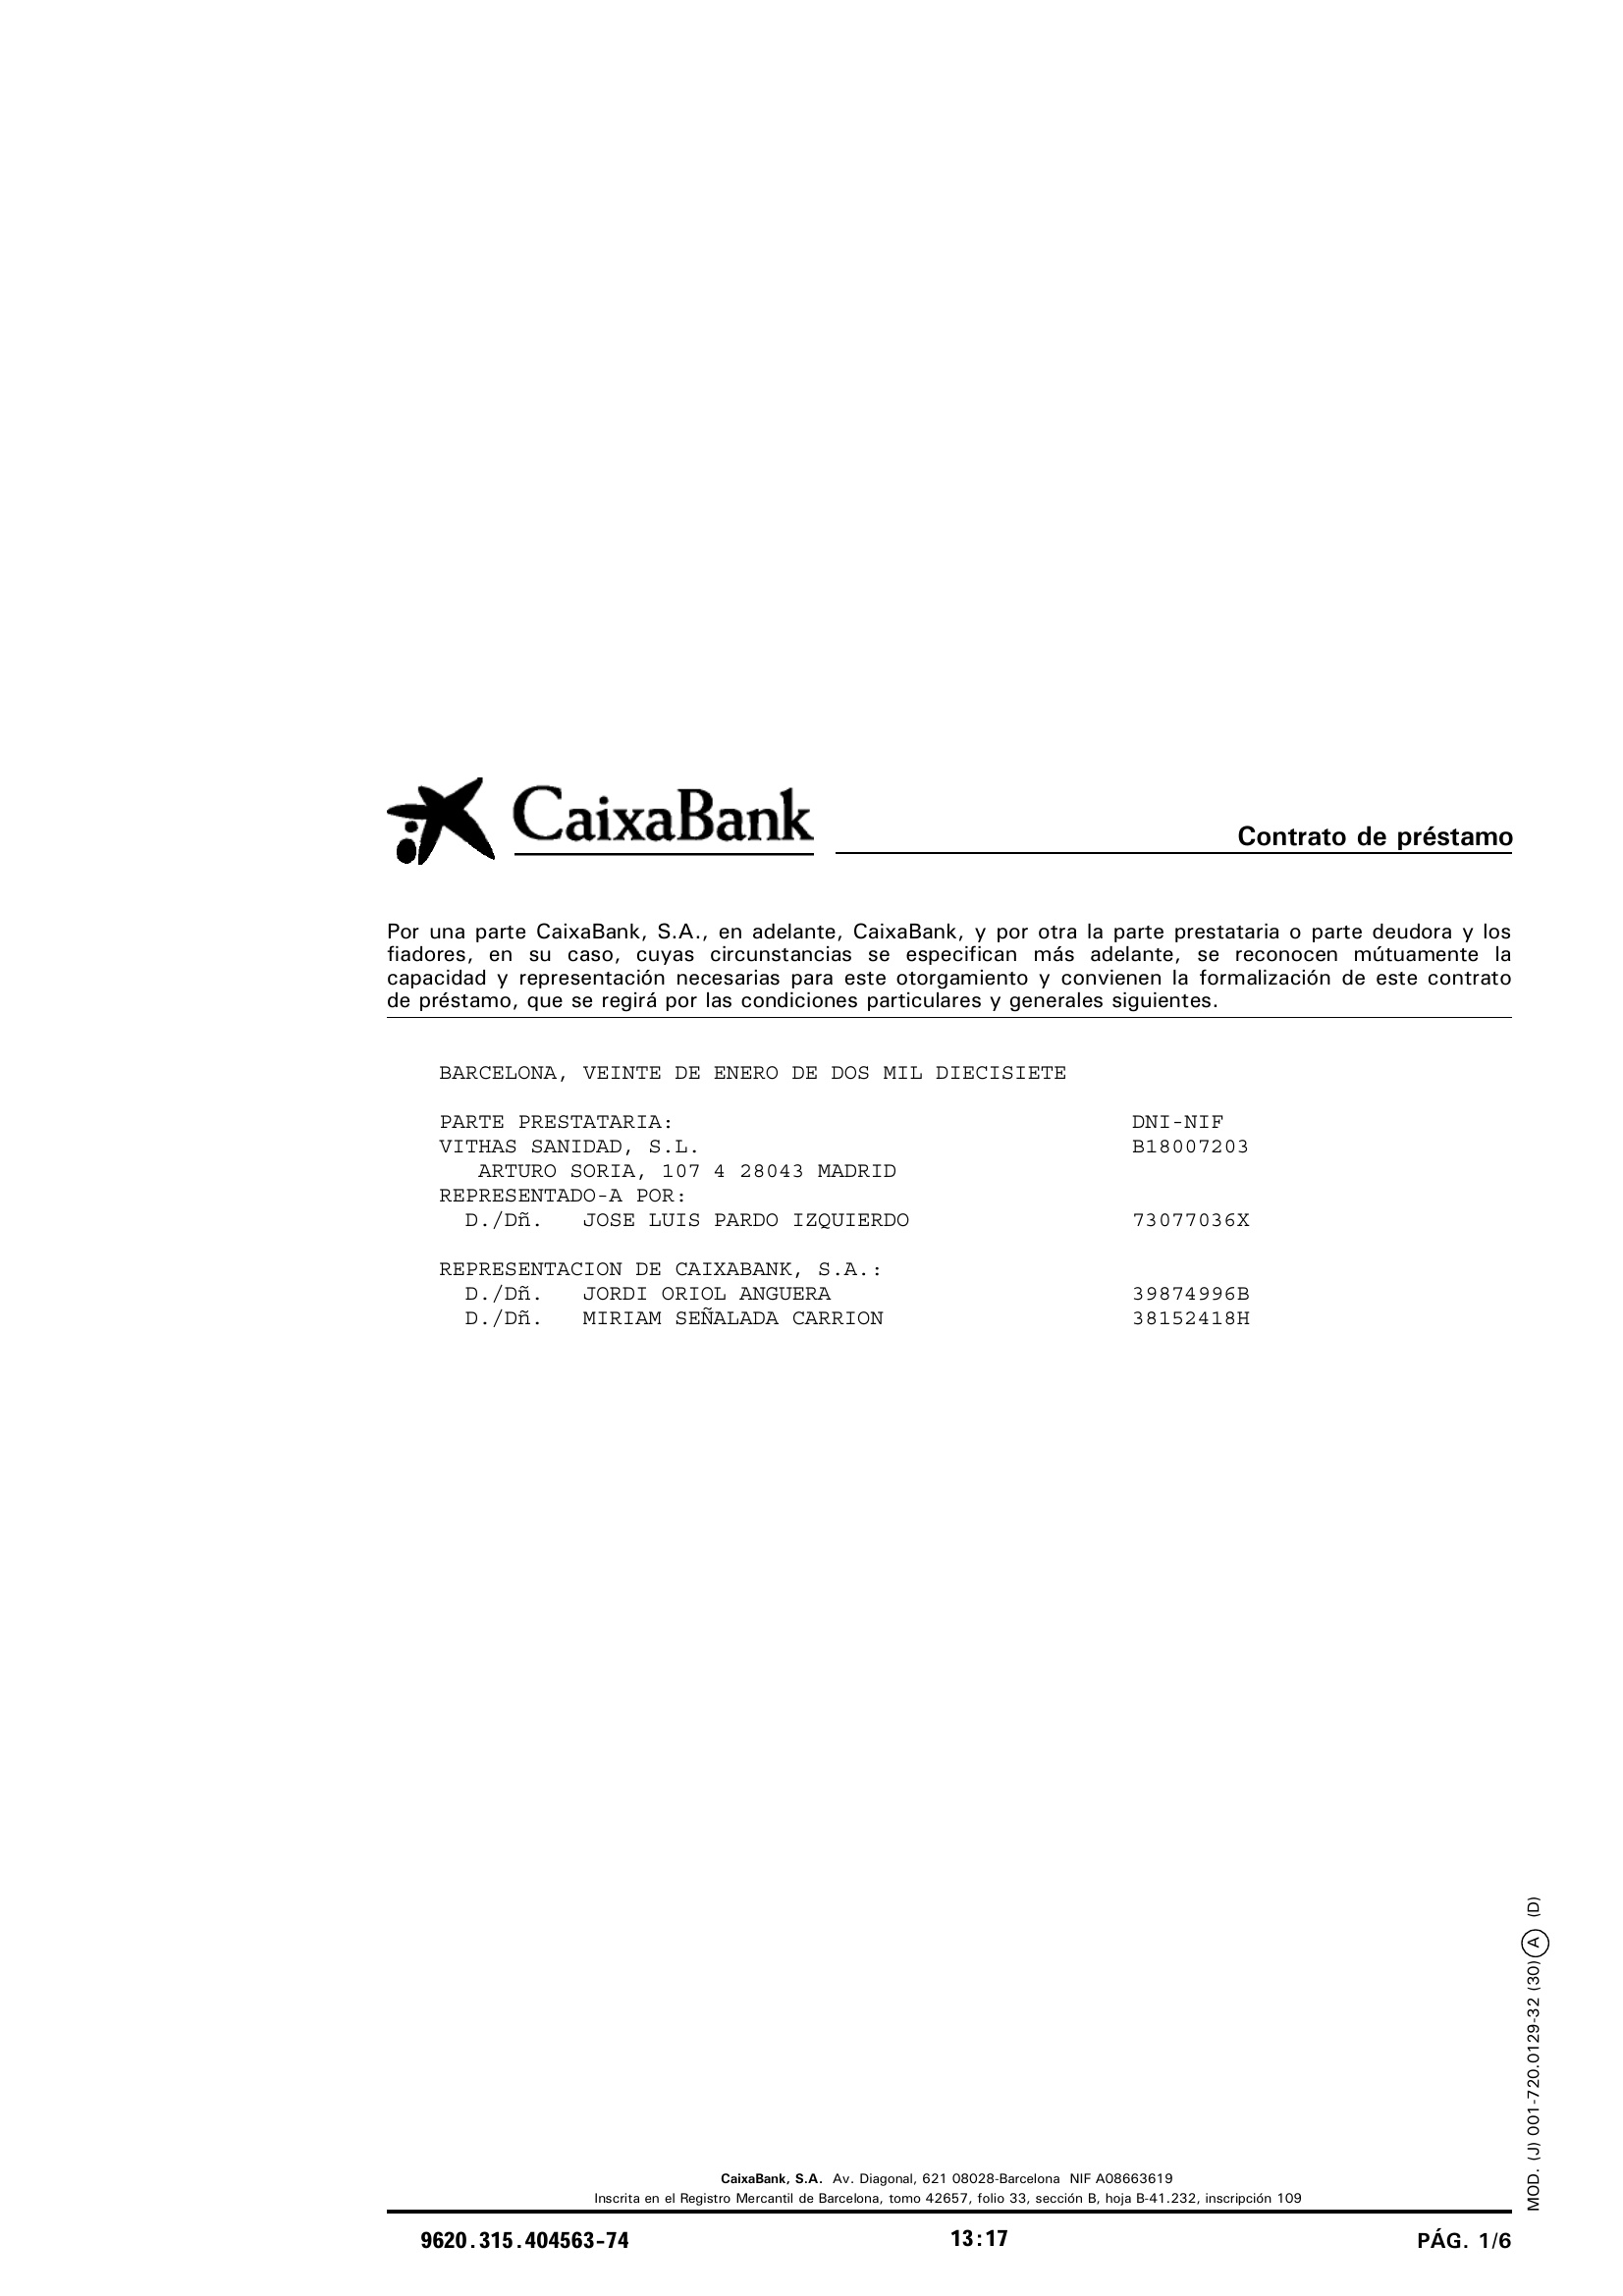 CaixaBank
Contrato de préstamo
Por una parte CaixaBank, S.A., en adelante, CaixaBank, y por otra la parte prestataria o parte deudora y los
fiadores, en su caso, cuyas circunstancias se especifican más adelante, se reconocen mútuamente la
capacidad y representación necesarias para este otorgamiento y convienen la formalización de este contrato
de préstamo, que se regirá por las condiciones particulares y generales siguientes.
BARCELONA, VEINTE DE ENERO DE DOS MIL DIECISIETE
PARTE PRESTATARIA: DNI-NIF
VITHAS SANIDAD, S.L. B18007203
ARTURO SORIA, 107 4 28043 MADRID
REPRESENTADO-A POR:
D./Dñ. JOSE LUIS PARDO IZQUIERDO 73077036X
REPRESENTACION DE CAIXABANK, S.A.:
D./Dñ. JORDI ORIOL ANGUERA 39874996B
D./Dñ. MIRIAM SEÑALADA CARRION 38152418H
MOD. (J) 001-720.0129-32 (30) A (D)
CaixaBank, S.A. Av. Diagonal, 621 08028-Barcelona NIF A08663619
Inscrita en el Registro Mercantil de Barcelona, tomo 42657, folio 33, sección B, hoja B-41.232, inscripción 109
9620.315.404563-74 13:17 PÁG. 1/6